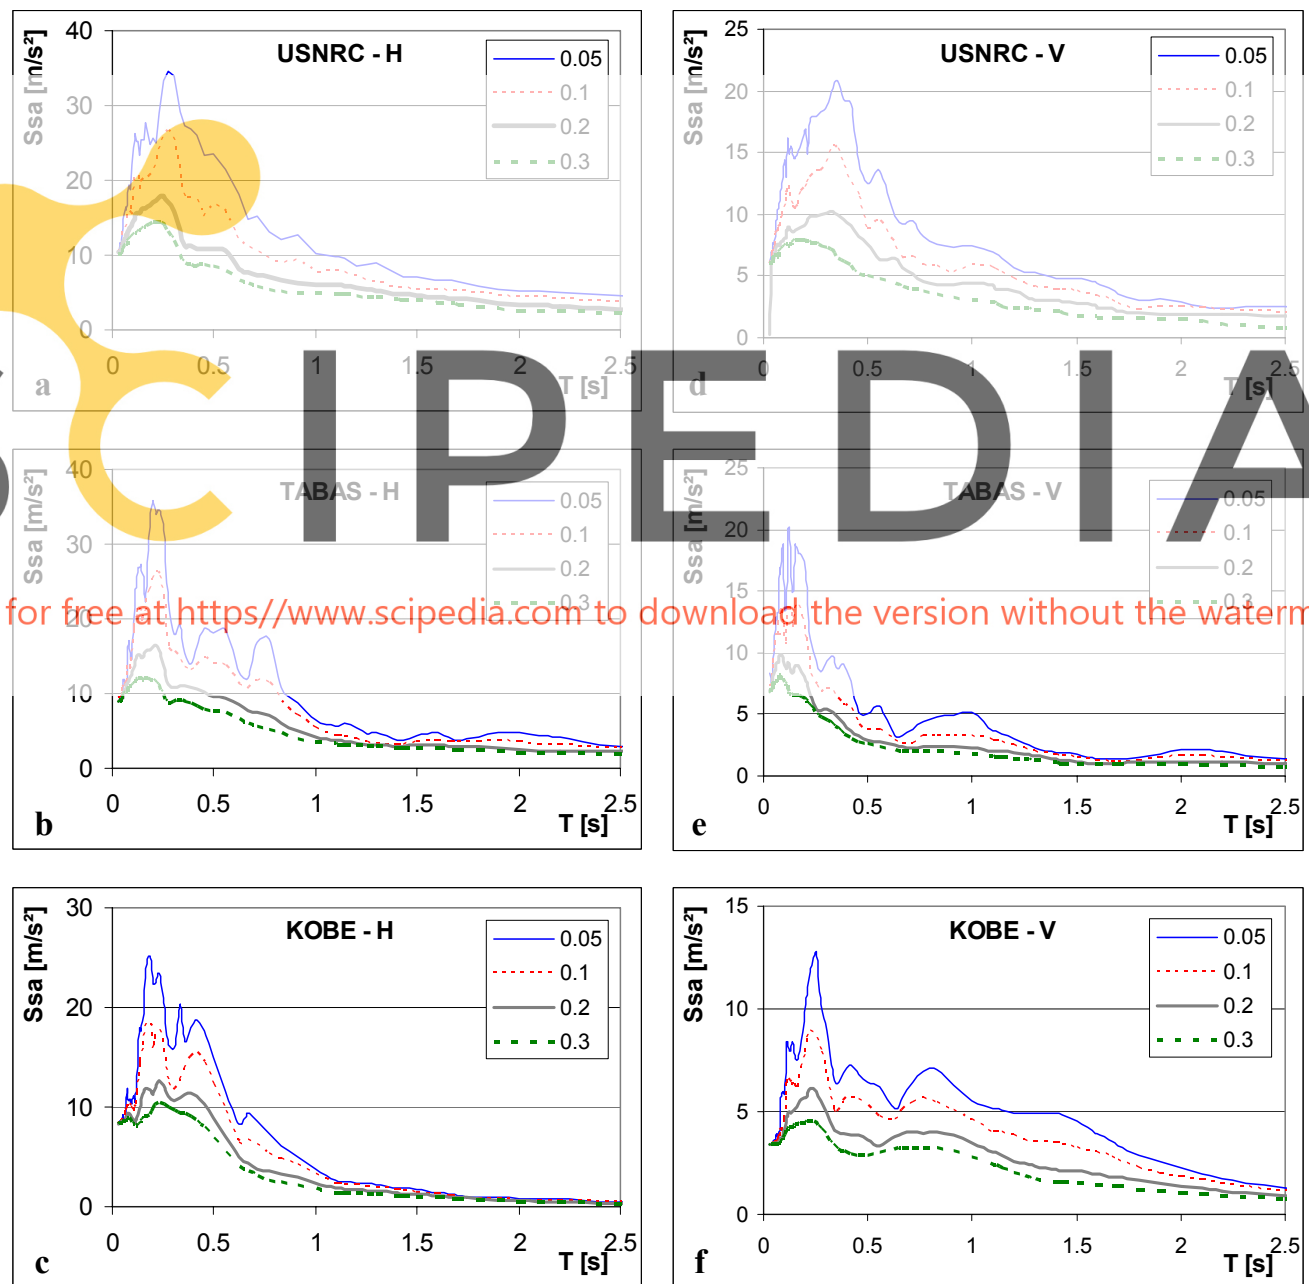 USNRC - H
Ssa [m/s²]
40
30
20
10
0
0 0.5 1 1.5 2 2.5
T [s]
0.05
0.1
0.2
0.3
a
USNRC - V
Ssa [m/s²]
25
20
15
10
5
0
0 0.5 1 1.5 2 2.5
T [s]
0.05
0.1
0.2
0.3
d
SCIPEDIA
TABAS - H
Ssa [m/s²]
40
30
20
10
0
0 0.5 1 1.5 2 2.5
T [s]
0.05
0.1
0.2
0.3
b
TABAS - V
Ssa [m/s²]
25
20
15
10
5
0
0 0.5 1 1.5 2 2.5
T [s]
0.05
0.1
0.2
0.3
e
for free at https//www.scipedia.com to download the version without the waterm
KOBE - H
Ssa [m/s²]
30
20
10
0
0 0.5 1 1.5 2 2.5
T [s]
0.05
0.1
0.2
0.3
c
KOBE - V
Ssa [m/s²]
15
10
5
0
0 0.5 1 1.5 2 2.5
T [s]
0.05
0.1
0.2
0.3
f